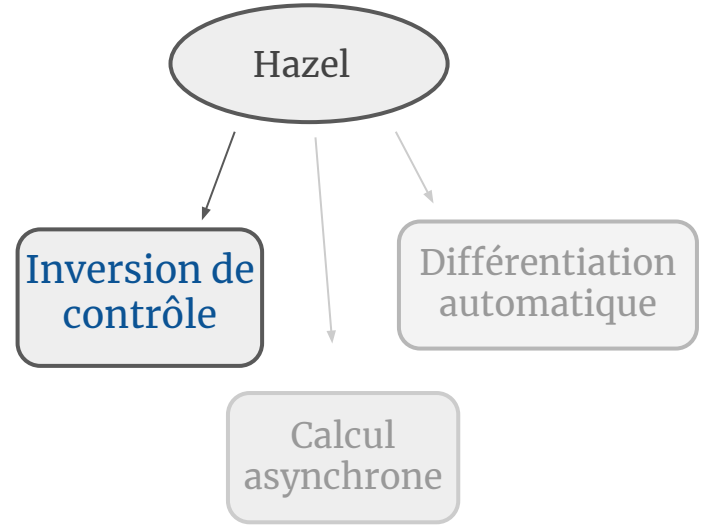 Hazel
Inversion de
contrôle
Différentiation
automatique
Calcul
asynchrone